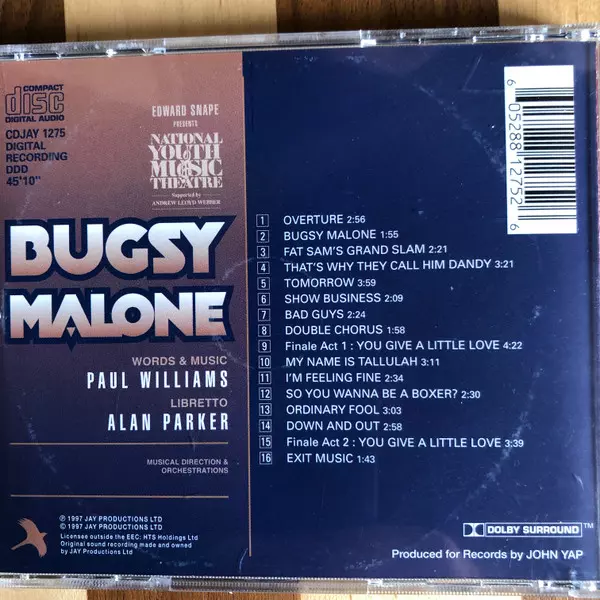 COMPACT
disc
DIGITAL AUDIO
CDJAY 1275
DIGITAL
RECORDING
DDD
45'10"
EDWARD SNAPE
PRESENTS
NATIONAL
YOUTH
MUSIC
THEATRE
Supported by
ANDREW LLOYD WEBBER
BUGSY
MALONE
WORDS & MUSIC
PAUL WILLIAMS
LIBRETTO
ALAN PARKER
MUSICAL DIRECTION &
ORCHESTRATIONS
℗ 1997 JAY PRODUCTIONS LTD
© 1997 JAY PRODUCTIONS LTD
Licensee outside the EEC: HTS Holdings Ltd
Original sound recording made and owned
by JAY Productions Ltd
1 OVERTURE 2:56
2 BUGSY MALONE 1:55
3 FAT SAM'S GRAND SLAM 2:21
4 THAT'S WHY THEY CALL HIM DANDY 3:21
5 TOMORROW 3:59
6 SHOW BUSINESS 2:09
7 BAD GUYS 2:24
8 DOUBLE CHORUS 1:58
9 Finale Act 1 : YOU GIVE A LITTLE LOVE 4:22
10 MY NAME IS TALLULAH 3:11
11 I'M FEELING FINE 2:34
12 SO YOU WANNA BE A BOXER? 2:30
13 ORDINARY FOOL 3:03
14 DOWN AND OUT 2:58
15 Finale Act 2 : YOU GIVE A LITTLE LOVE 3:39
16 EXIT MUSIC 1:43
6 05288 12752 6
DOLBY SURROUND™
Produced for Records by JOHN YAP